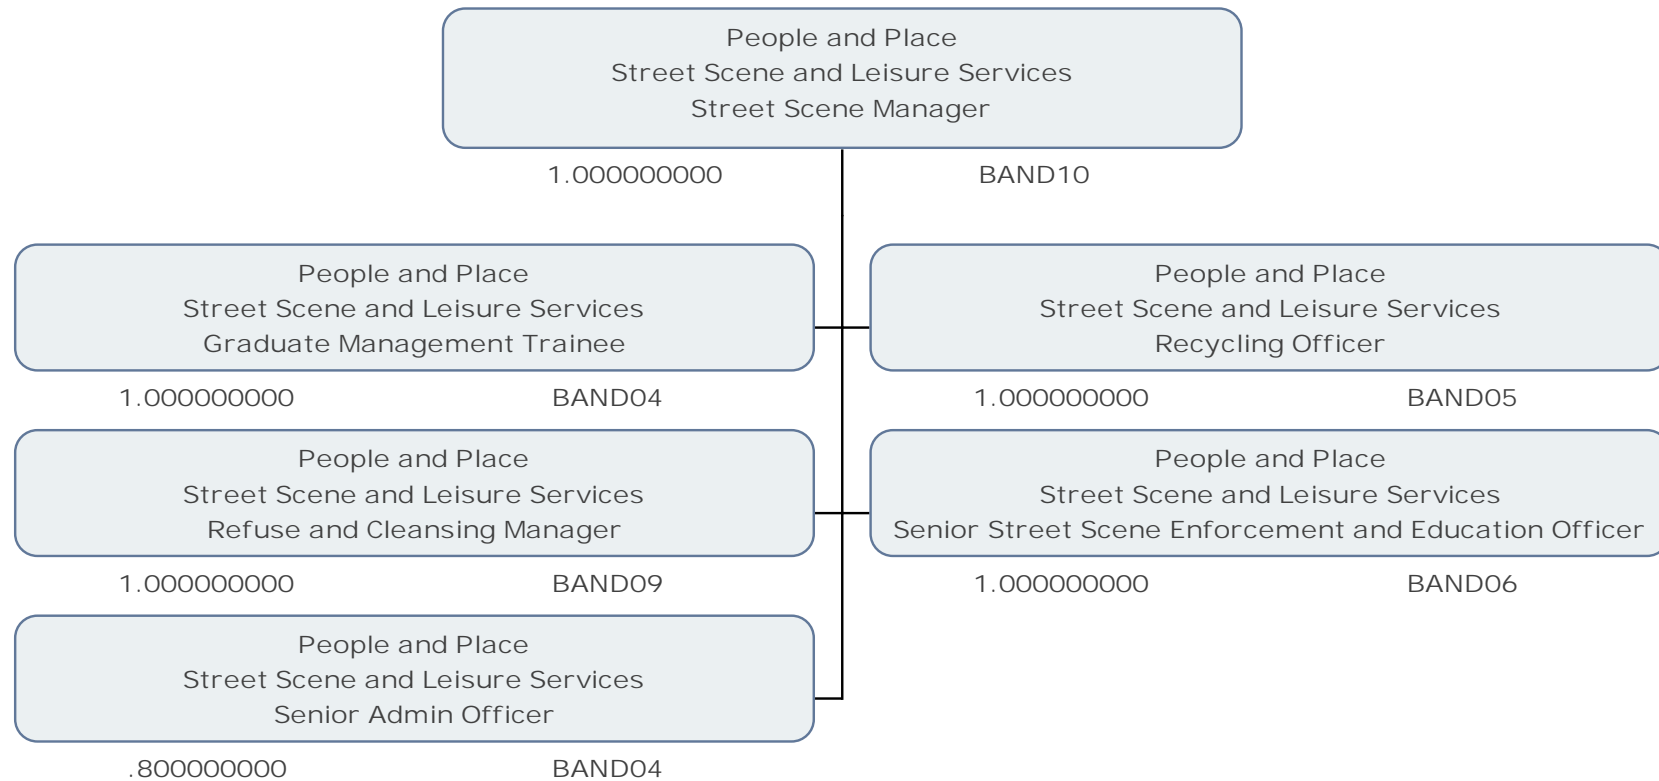 People and Place
Street Scene and Leisure Services
Street Scene Manager
1.000000000 BAND10
People and Place
Street Scene and Leisure Services
Graduate Management Trainee
1.000000000 BAND04
People and Place
Street Scene and Leisure Services
Recycling Officer
1.000000000 BAND05
People and Place
Street Scene and Leisure Services
Refuse and Cleansing Manager
1.000000000 BAND09
People and Place
Street Scene and Leisure Services
Senior Street Scene Enforcement and Education Officer
1.000000000 BAND06
People and Place
Street Scene and Leisure Services
Senior Admin Officer
.800000000 BAND04